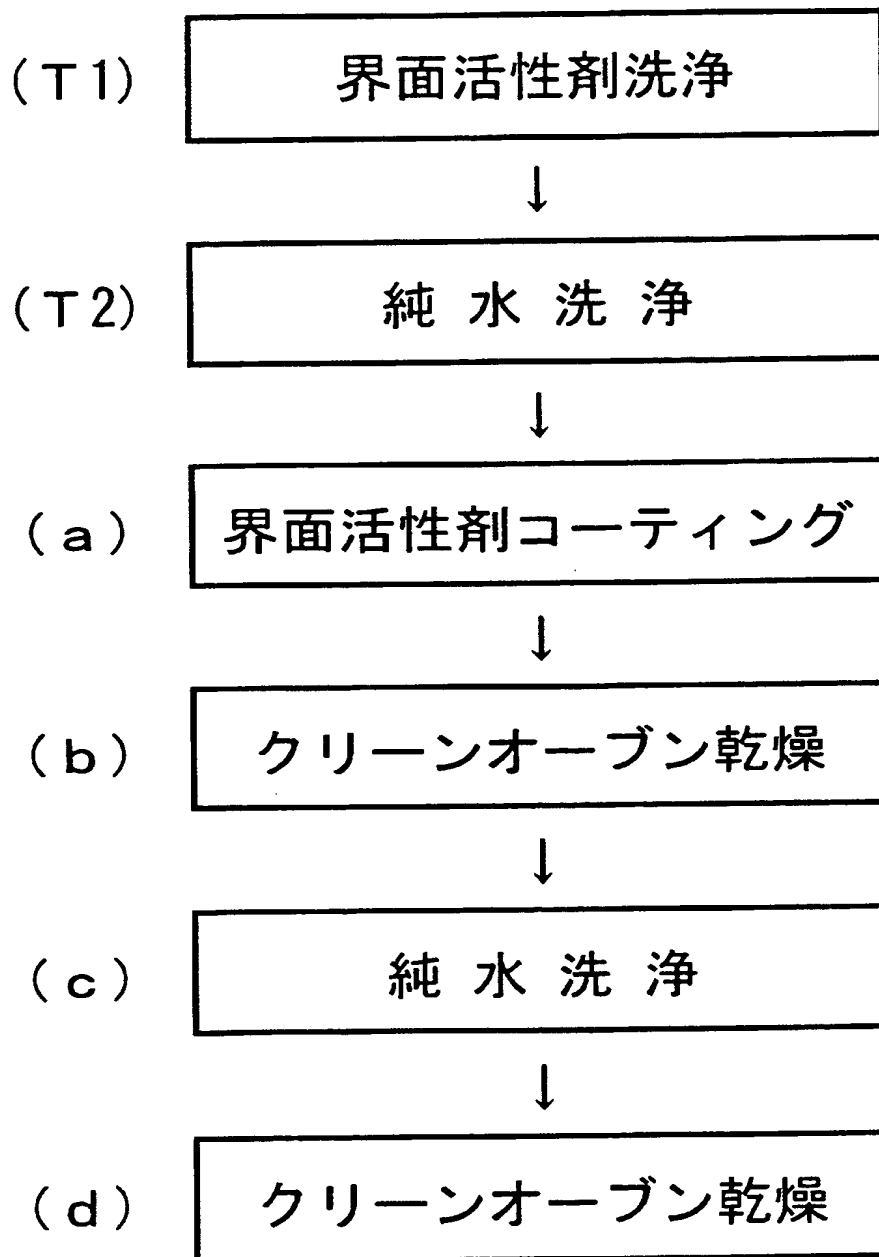 (T1) 界面活性剤洗浄
↓
(T2) 純水洗浄
↓
(a) 界面活性剤コーティング
↓
(b) クリーンオーブン乾燥
↓
(c) 純水洗浄
↓
(d) クリーンオーブン乾燥